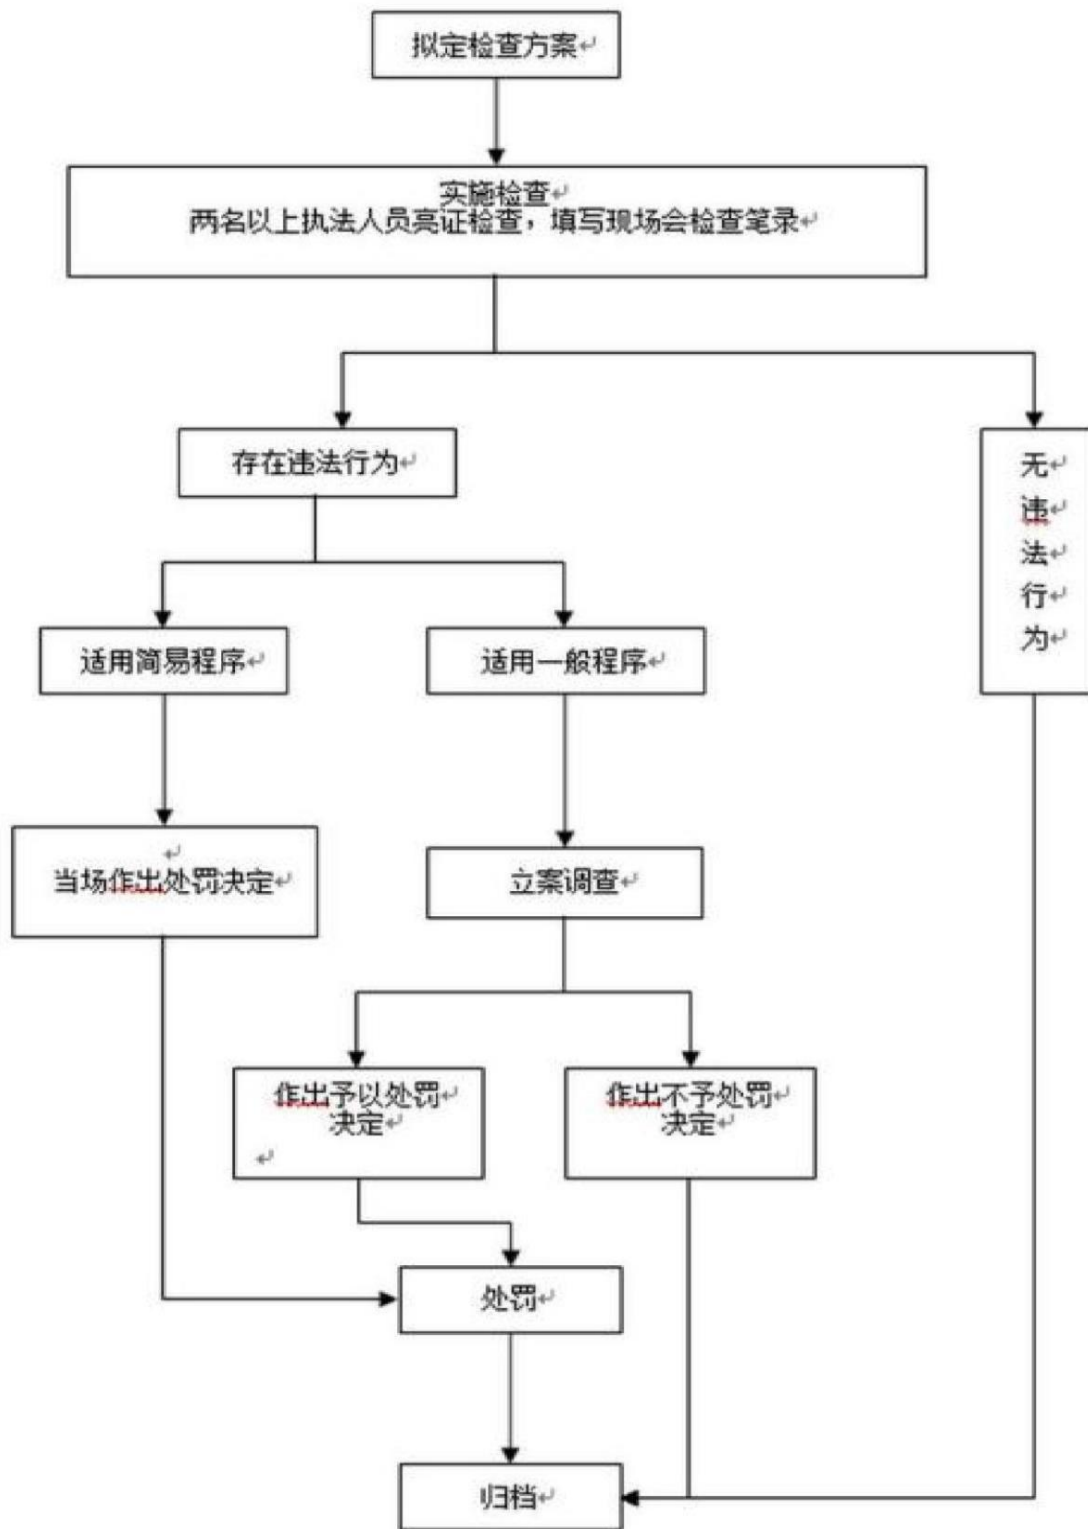 拟定检查方案
实施检查
两名以上执法人员亮证检查，填写现场会检查笔录
存在违法行为
无
违
法
行
为
适用简易程序
适用一般程序
当场作出处罚决定
立案调查
作出予以处罚
决定
作出不予处罚
决定
处罚
归档